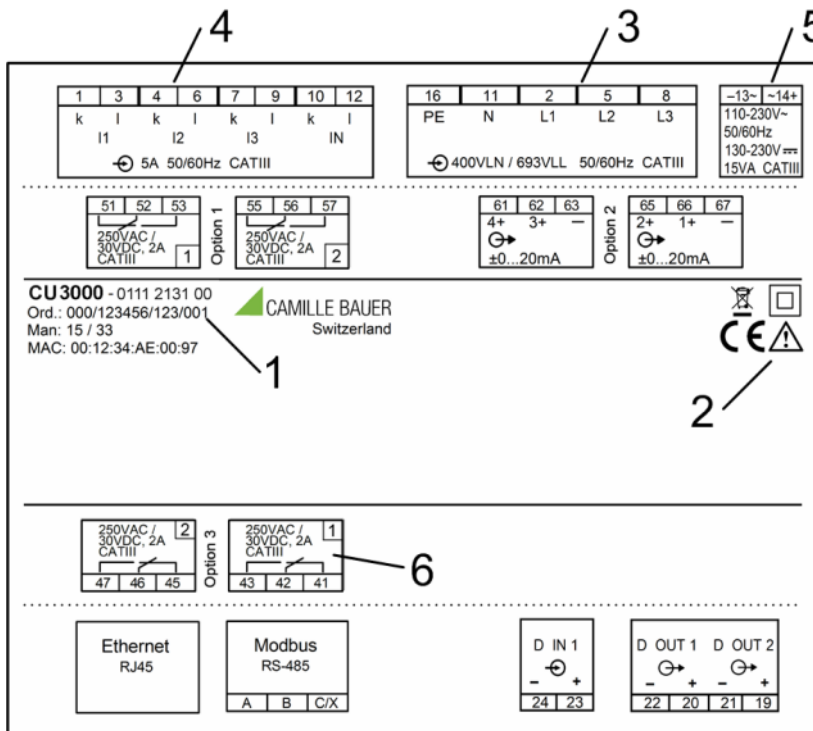 4 3 5
1 3 4 6 7 9 10 12
k l k l k l k l
I1 I2 I3 IN
5A 50/60Hz CATIII
16 11 2 5 8
PE N L1 L2 L3
400VLN / 693VLL 50/60Hz CATIII
–13~ ~14+
110-230V~
50/60Hz
130-230V⎓
15VA CATIII
51 52 53
250VAC /
30VDC, 2A
CATIII 1
Option 1
55 56 57
250VAC /
30VDC, 2A
CATIII 2
61 62 63
4+ 3+ –
±0...20mA
Option 2
65 66 67
2+ 1+ –
±0...20mA
CU3000 - 0111 2131 00
Ord.: 000/123456/123/001
Man: 15 / 33
MAC: 00:12:34:AE:00:97
CAMILLE BAUER
Switzerland
CE
1
2
250VAC / 2
30VDC, 2A
CATIII
47 46 45
Option 3
250VAC / 1
30VDC, 2A
CATIII
43 42 41
6
Ethernet
RJ45
Modbus
RS-485
A B C/X
D IN 1
– +
24 23
D OUT 1 D OUT 2
– + – +
22 20 21 19